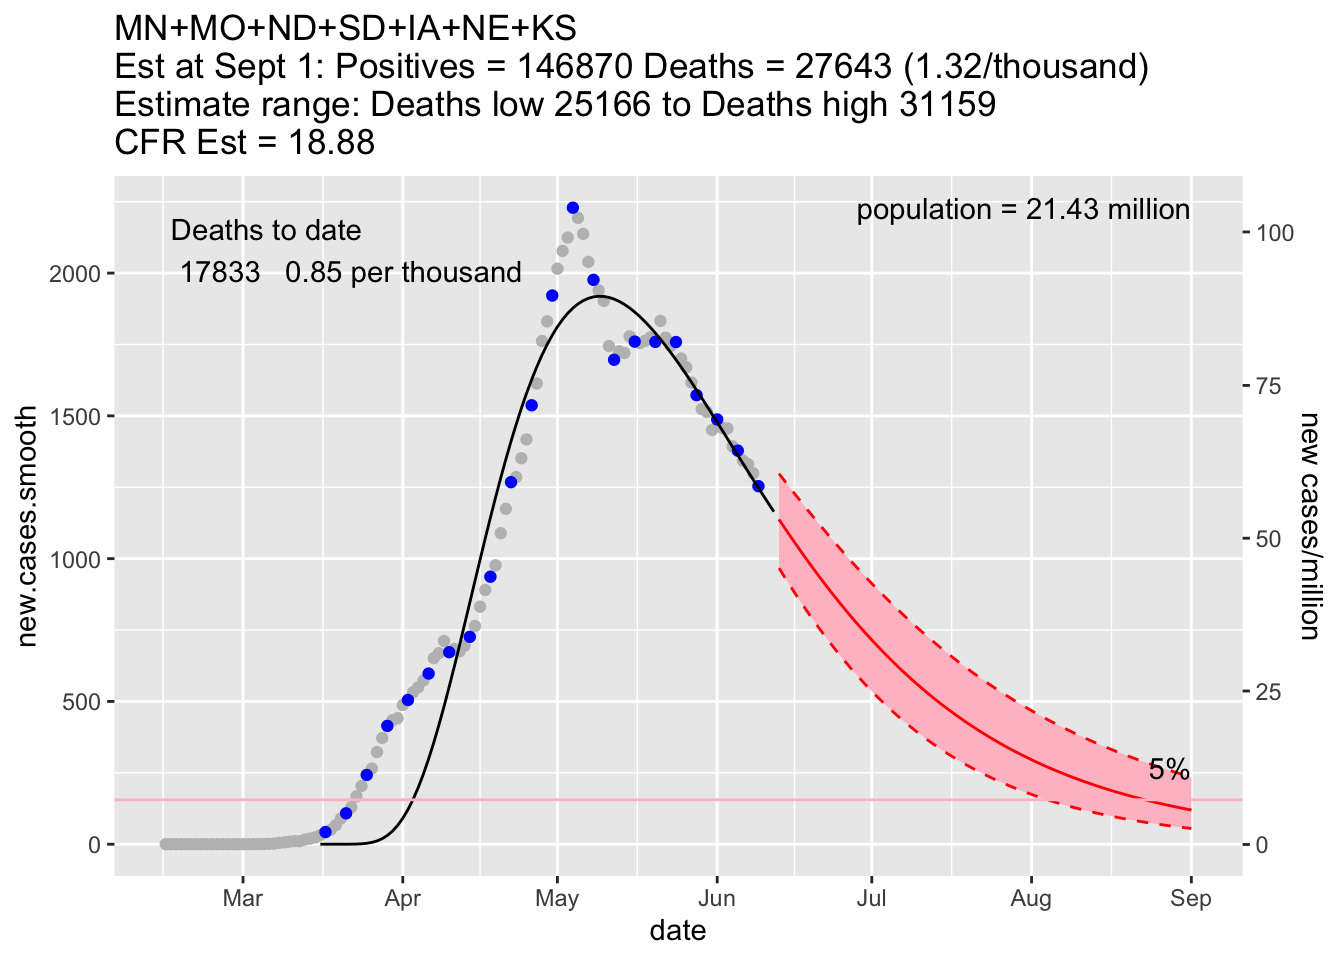 MN+MO+ND+SD+IA+NE+KS
Est at Sept 1: Positives = 146870 Deaths = 27643 (1.32/thousand)
Estimate range: Deaths low 25166 to Deaths high 31159
CFR Est = 18.88
population = 21.43 million
Deaths to date
17833 0.85 per thousand
5%
new.cases.smooth
2000
1500
1000
500
0
100
75
50
25
0
new cases/million
Mar Apr May Jun Jul Aug Sep
date